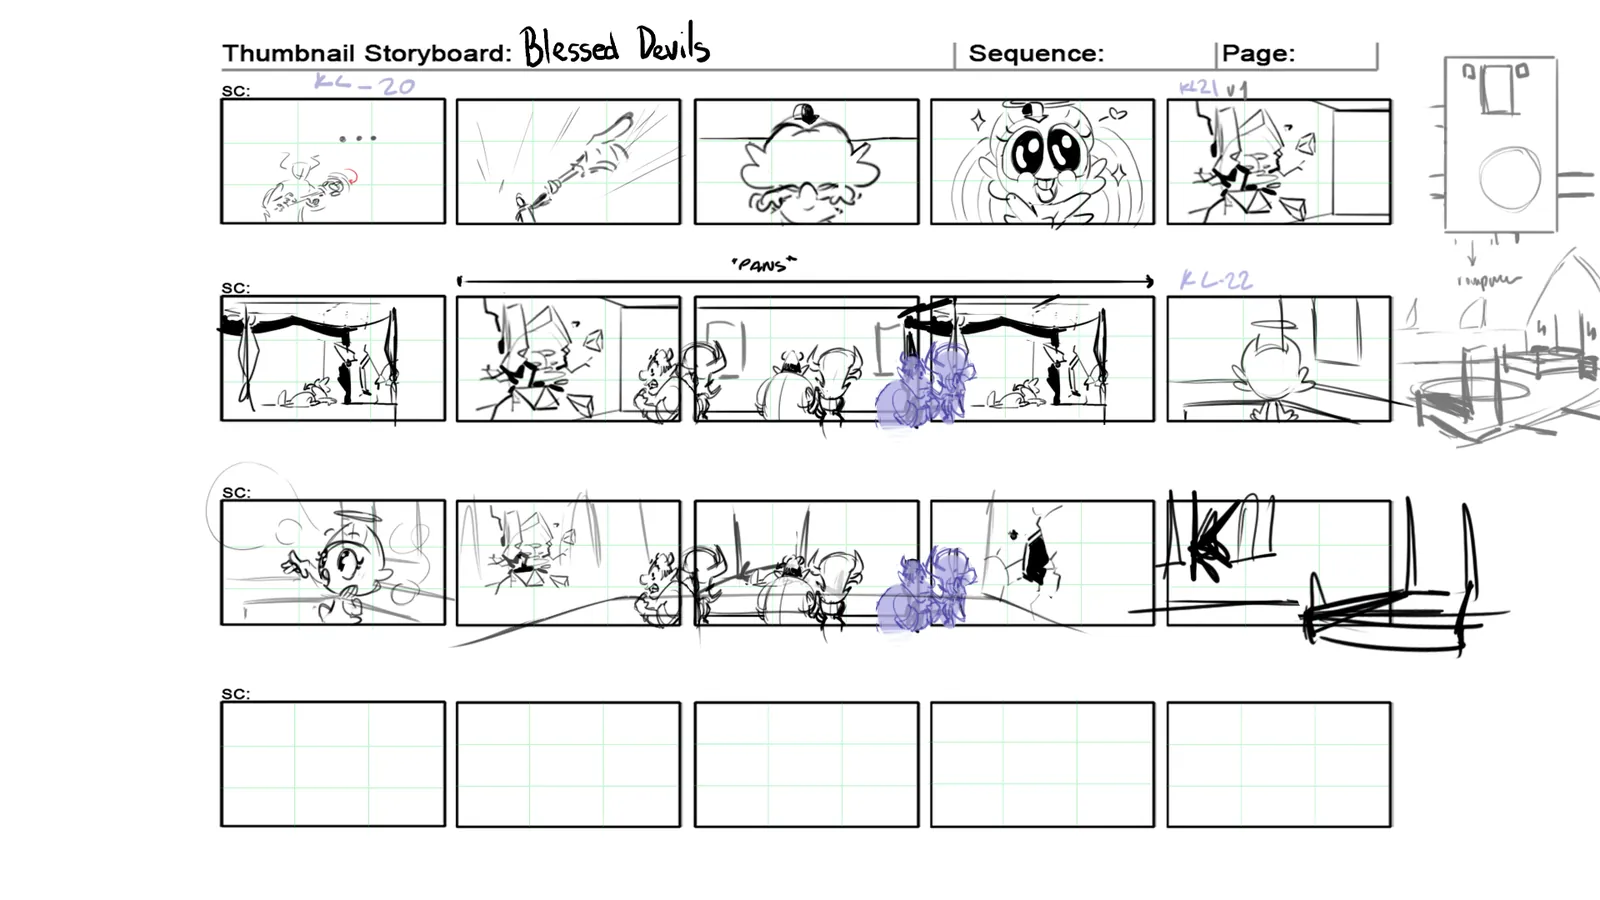 Thumbnail Storyboard: Blessed Devils Sequence: Page:
KL-20
SC:
KL21 v1
"PANS"
SC:
KL-22
SC:
SC: